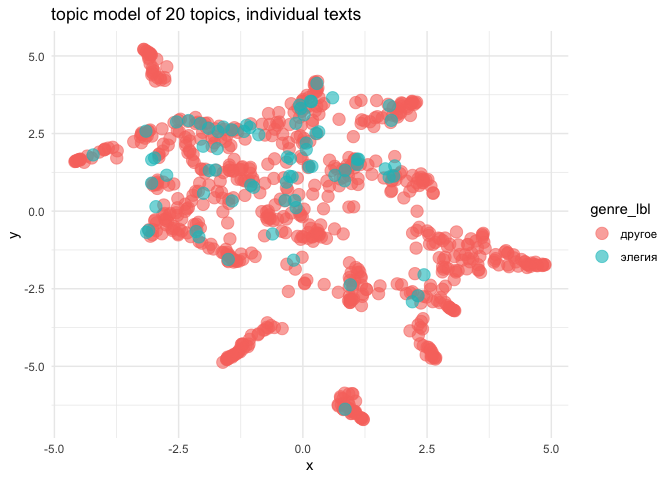 topic model of 20 topics, individual texts
5.0
2.5
0.0
-2.5
-5.0
y
-5.0 -2.5 0.0 2.5 5.0
x
genre_lbl
другое
элегия